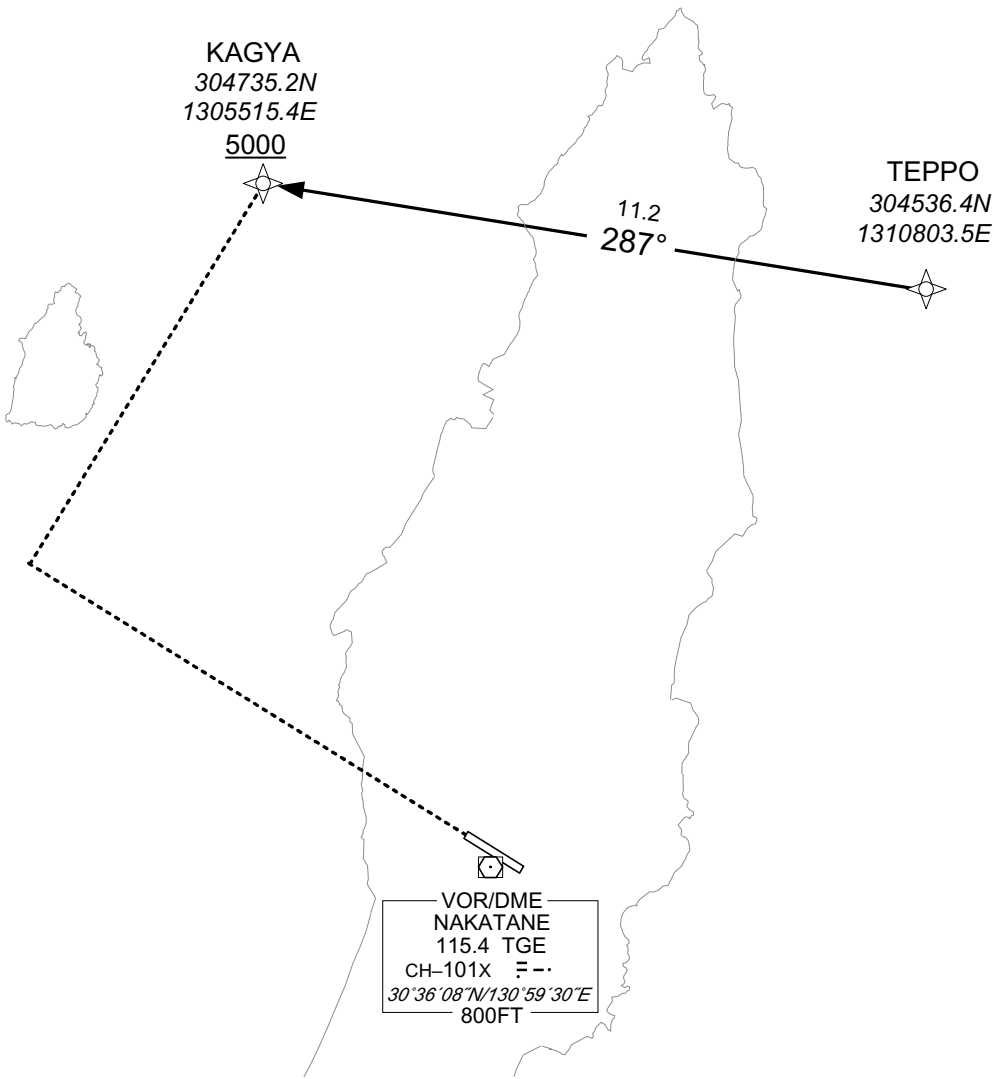 KAGYA
304735.2N
1305515.4E
5000
TEPPO
304536.4N
1310803.5E
11.2
287°
VOR/DME
NAKATANE
115.4 TGE
CH–101X
30°36´08˝N/130°59´30˝E
800FT